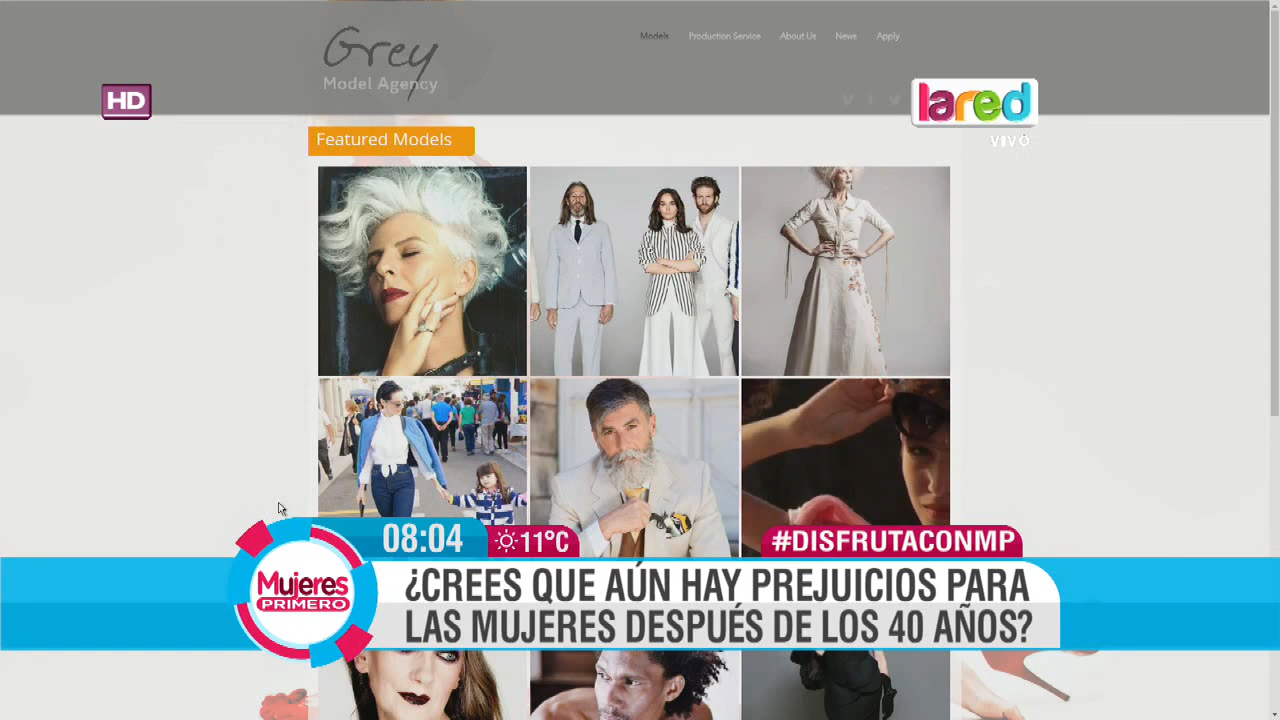 Grey
Model Agency
Models
Production Service
About Us
News
Apply
HD
lared
VIVO
Featured Models
08:04
11°C
#DISFRUTACONMP
Mujeres
PRIMERO
¿CREES QUE AÚN HAY PREJUICIOS PARA
LAS MUJERES DESPUÉS DE LOS 40 AÑOS?